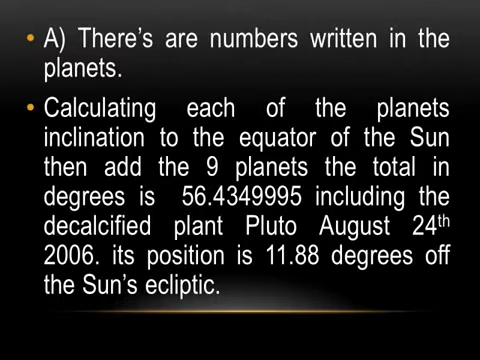 • A) There's are numbers written in the
planets.
• Calculating each of the planets
inclination to the equator of the Sun
then add the 9 planets the total in
degrees is 56.4349995 including the
decalcified plant Pluto August 24th
2006. its position is 11.88 degrees off
the Sun's ecliptic.